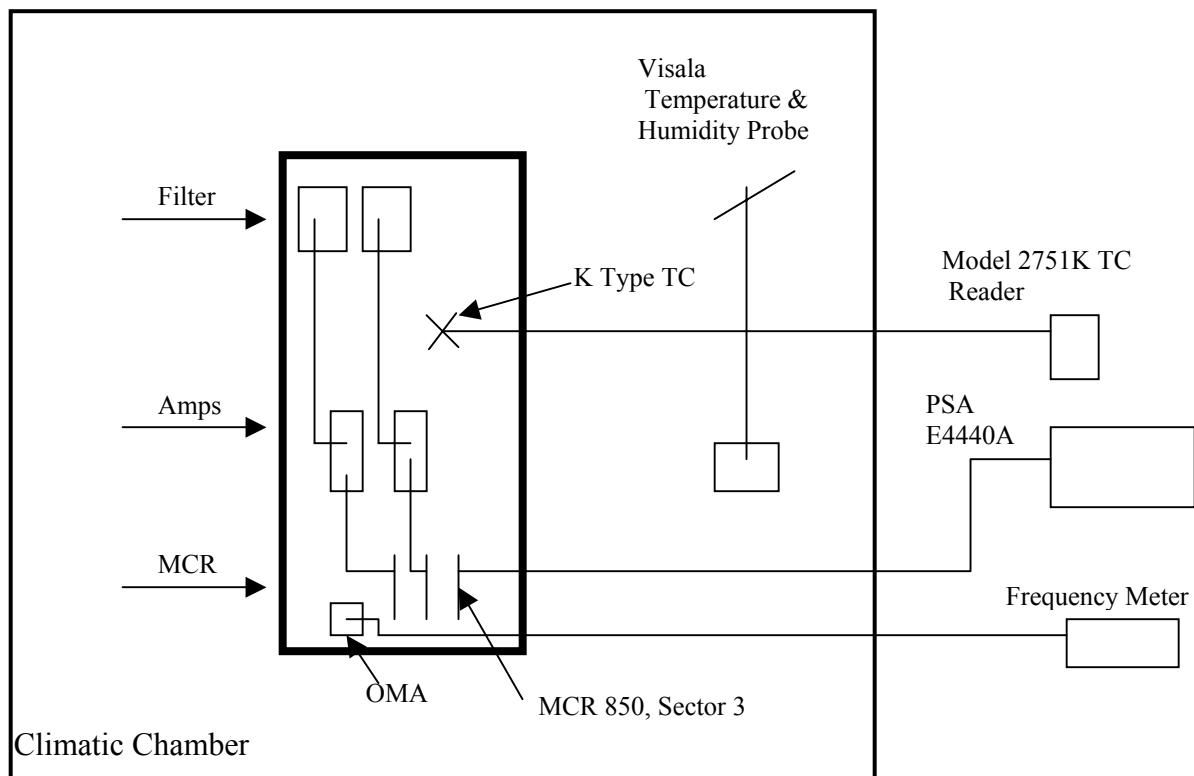 Visala
Temperature &
Humidity Probe
Filter
K Type TC
Model 2751K TC
Reader
Amps
PSA
E4440A
MCR
Frequency Meter
OMA
MCR 850, Sector 3
Climatic Chamber